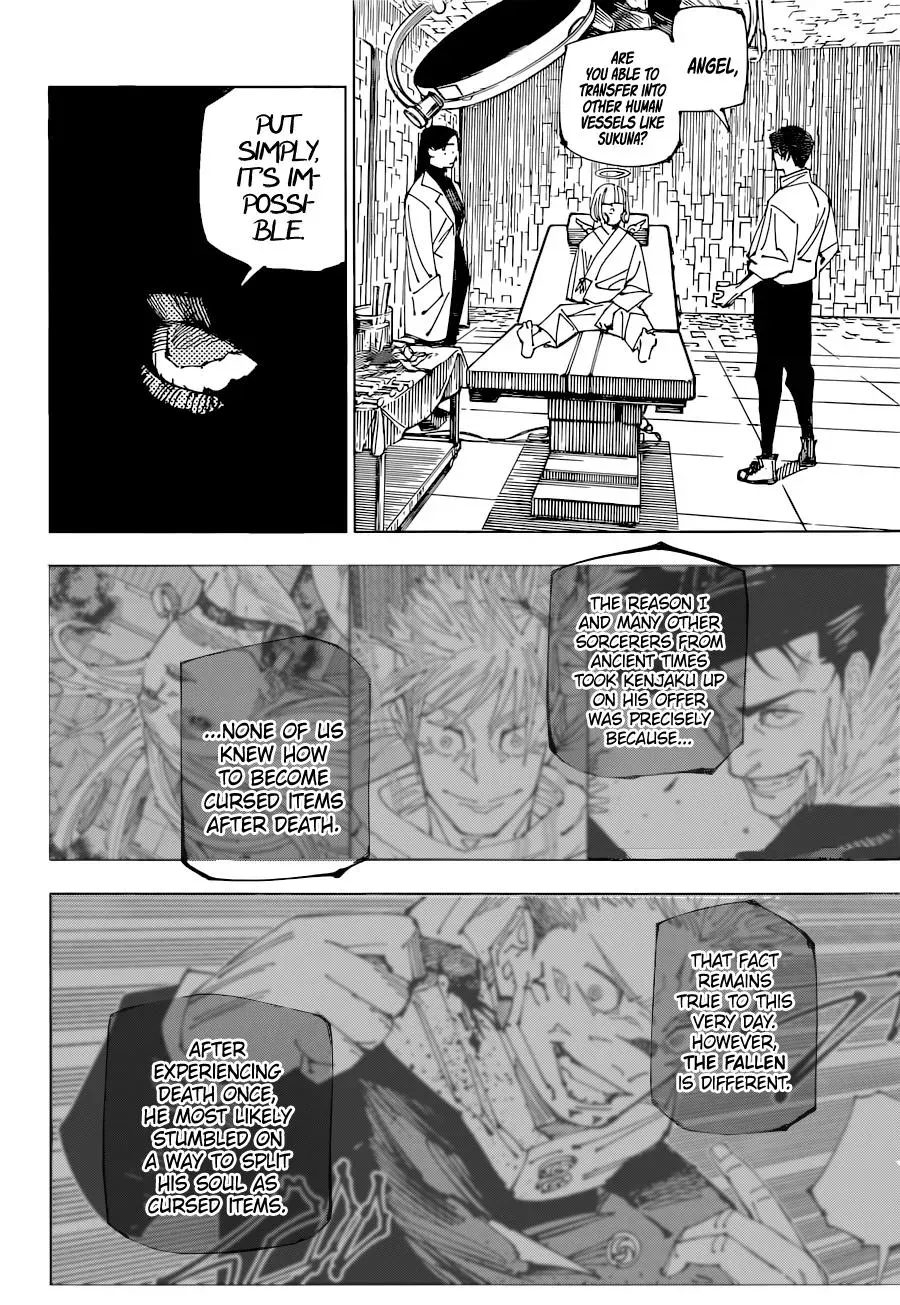 ANGEL,
ARE
YOU ABLE TO
TRANSFER INTO
OTHER HUMAN
VESSELS LIKE
SUKUNA?
PUT
SIMPLY,
IT'S IM-
POSSI-
BLE.
THE REASON I
AND MANY OTHER
SORCERERS FROM
ANCIENT TIMES
TOOK KENJAKU UP
ON HIS OFFER
WAS PRECISELY
BECAUSE...
...NONE OF US
KNEW HOW
TO BECOME
CURSED ITEMS
AFTER DEATH.
THAT FACT
REMAINS
TRUE TO THIS
VERY DAY.
HOWEVER,
THE FALLEN
IS DIFFERENT.
AFTER
EXPERIENCING
DEATH ONCE,
HE MOST LIKELY
STUMBLED ON
A WAY TO SPLIT
HIS SOUL AS
CURSED ITEMS.